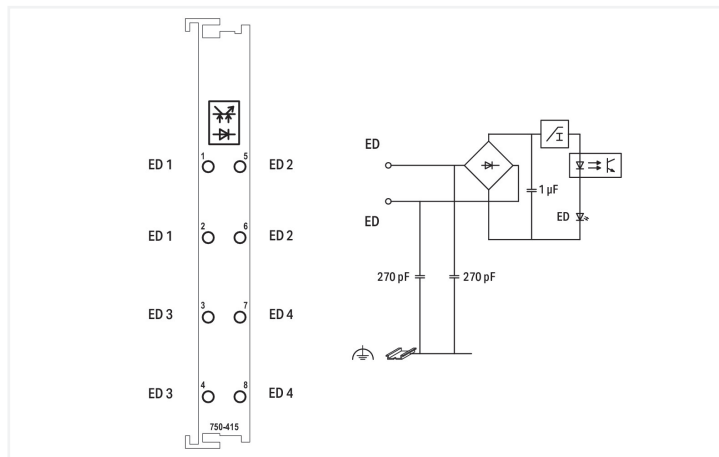 ED 1
1
5
ED 2
ED 1
2
6
ED 2
ED 3
3
7
ED 4
ED 3
4
8
ED 4
750-415
ED
ED
1 µF
ED
270 pF
270 pF
I